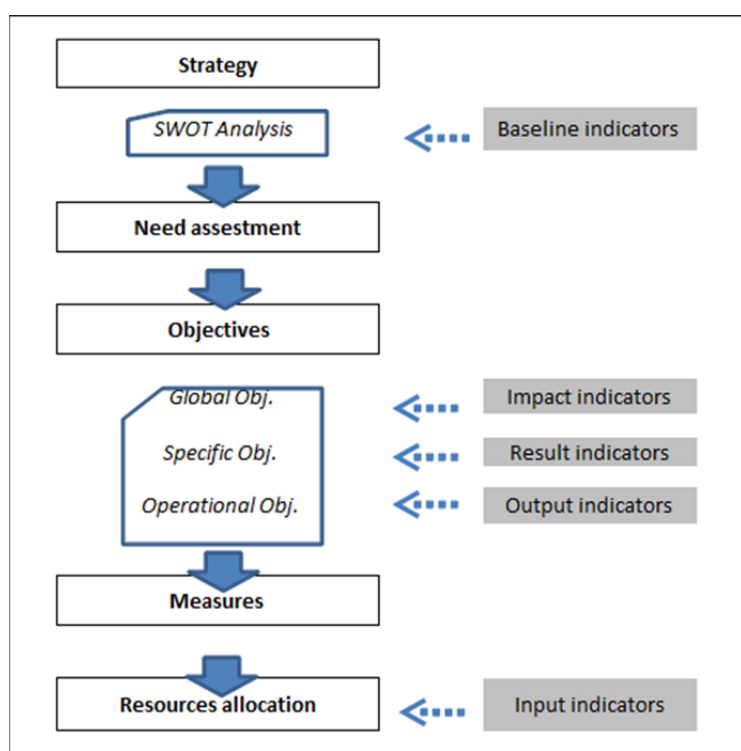 Strategy
SWOT Analysis
Baseline indicators
Need assestment
Objectives
Global Obj.
Impact indicators
Specific Obj.
Result indicators
Operational Obj.
Output indicators
Measures
Resources allocation
Input indicators